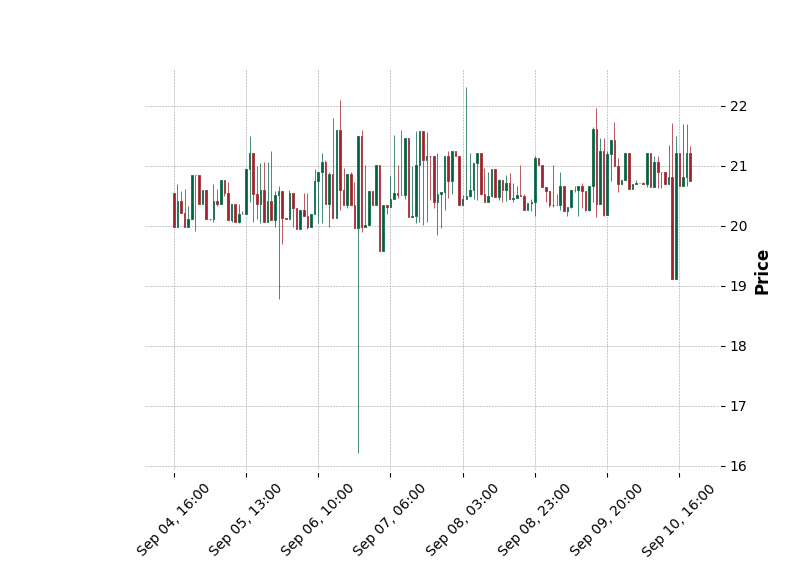 22
21
20
19
18
17
16
Price
Sep 04, 16:00
Sep 05, 13:00
Sep 06, 10:00
Sep 07, 06:00
Sep 08, 03:00
Sep 08, 23:00
Sep 09, 20:00
Sep 10, 16:00